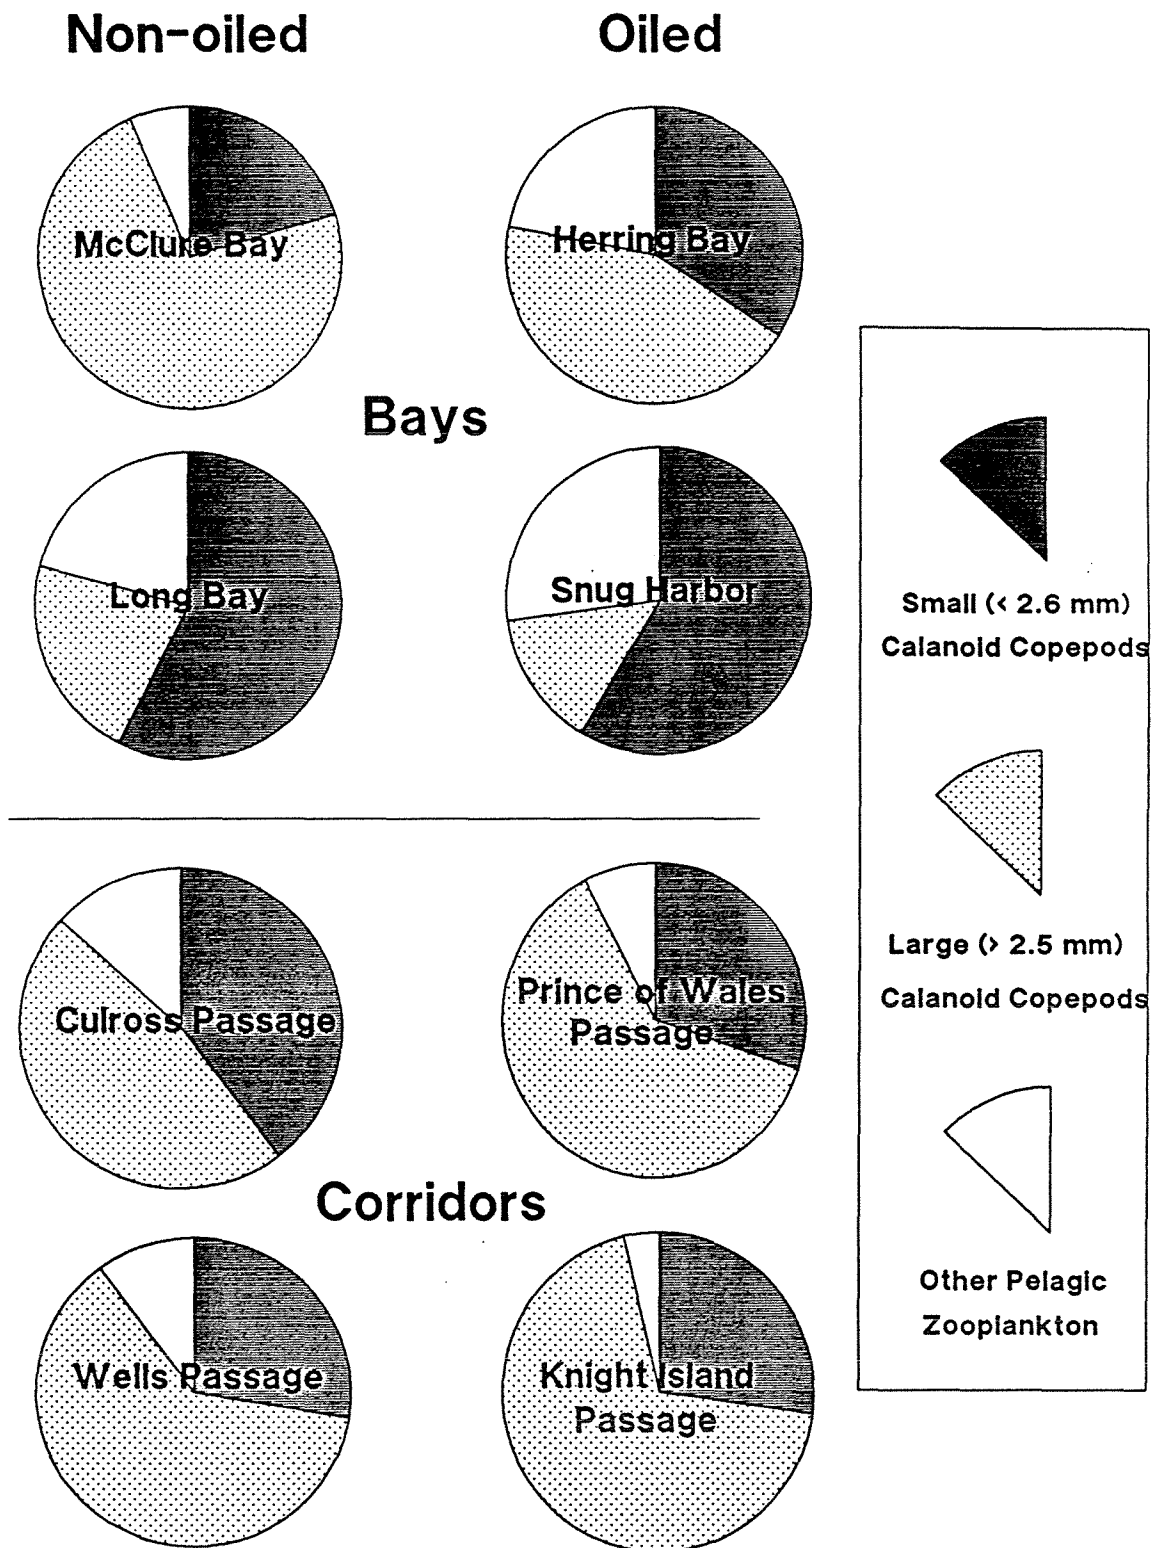 Non-oiled
Oiled
McClure Bay
Herring Bay
Bays
Long Bay
Snug Harbor
Culross Passage
Prince of Wales
Passage
Corridors
Wells Passage
Knight Island
Passage
Small (< 2.6 mm)
Calanoid Copepods
Large (> 2.5 mm)
Calanoid Copepods
Other Pelagic
Zooplankton